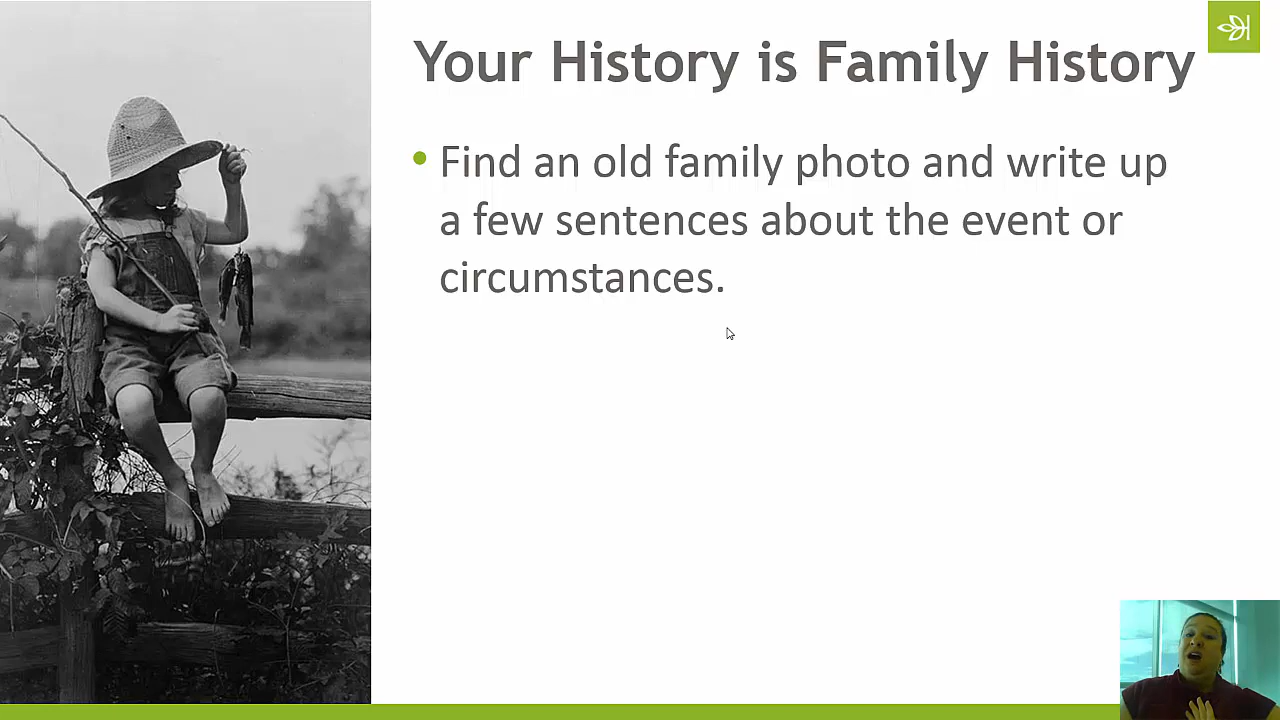 Your History is Family History
Find an old family photo and write up
a few sentences about the event or
circumstances.